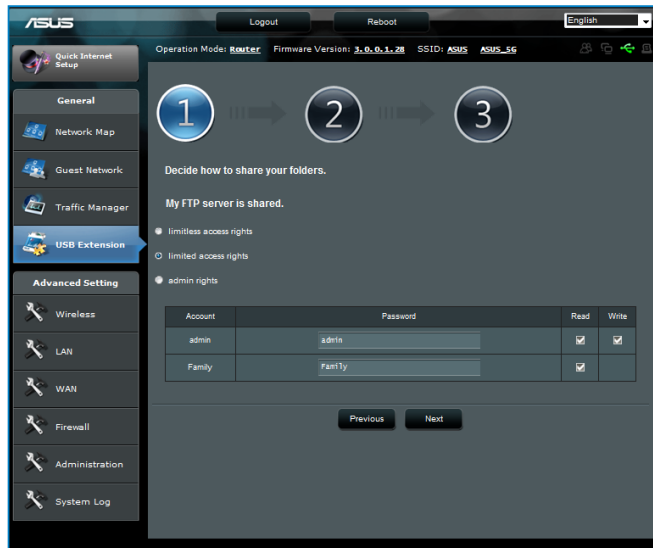 ASUS
Logout
Reboot
English
Quick Internet Setup
Operation Mode: Router Firmware Version: 3.0.0.1.28 SSID: ASUS ASUS_5G
General
Network Map
Guest Network
Traffic Manager
USB Extension
Advanced Setting
Wireless
LAN
WAN
Firewall
Administration
System Log
1
2
3
Decide how to share your folders.
My FTP server is shared.
limitless access rights
limited access rights
admin rights
Account Password Read Write
admin admin
Family Family
Previous Next